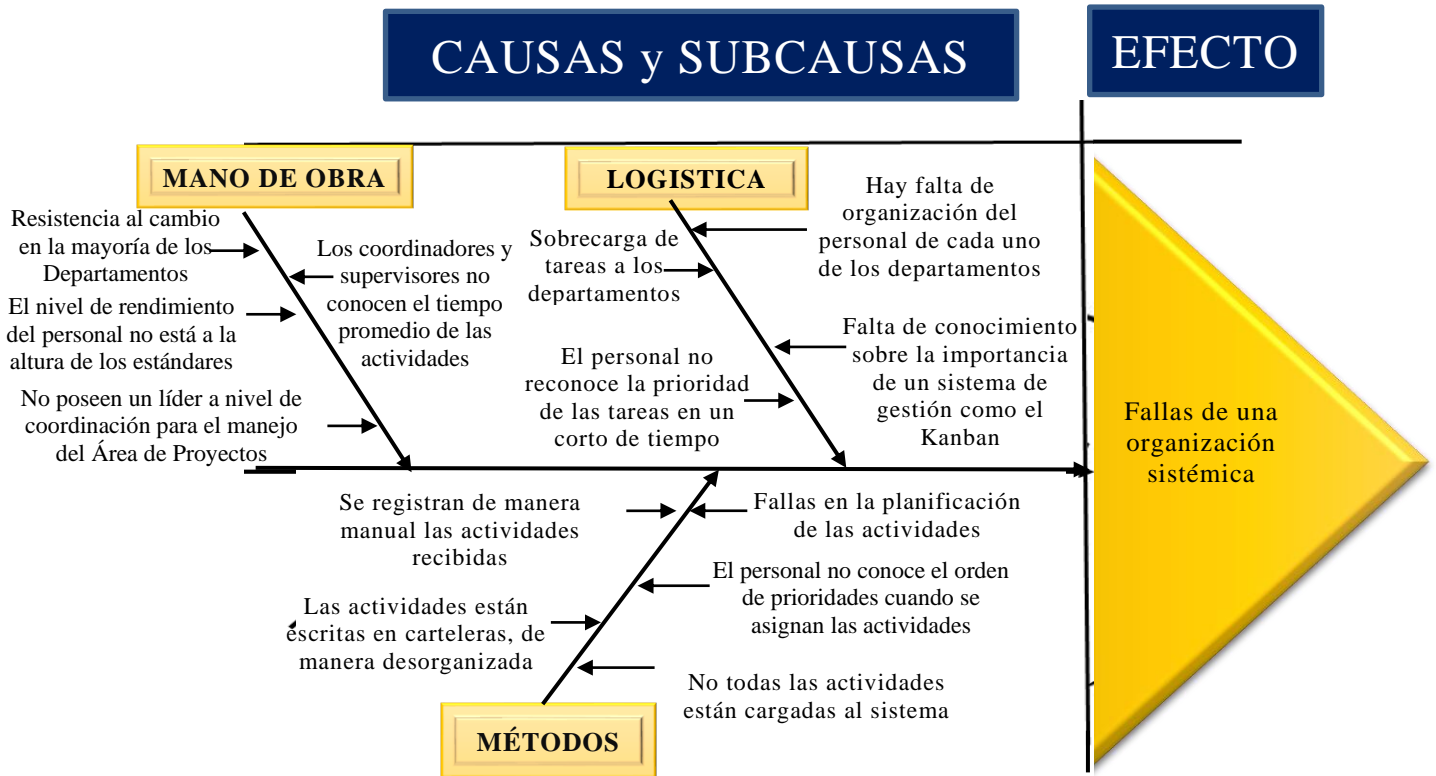 CAUSAS y SUBCAUSAS
EFECTO
MANO DE OBRA
Resistencia al cambio
en la mayoría de los
Departamentos
Los coordinadores y
supervisores no
conocen el tiempo
promedio de las
actividades
El nivel de rendimiento
del personal no está a la
altura de los estándares
No poseen un líder a nivel de
coordinación para el manejo
del Área de Proyectos
LOGISTICA
Sobrecarga de
tareas a los
departamentos
Hay falta de
organización del
personal de cada uno
de los departamentos
El personal no
reconoce la prioridad
de las tareas en un
corto de tiempo
Falta de conocimiento
sobre la importancia
de un sistema de
gestión como el
Kanban
Fallas de una
organización
sistémica
Se registran de manera
manual las actividades
recibidas
Fallas en la planificación
de las actividades
El personal no conoce el orden
de prioridades cuando se
asignan las actividades
Las actividades están
escritas en carteleras, de
manera desorganizada
No todas las actividades
están cargadas al sistema
MÉTODOS